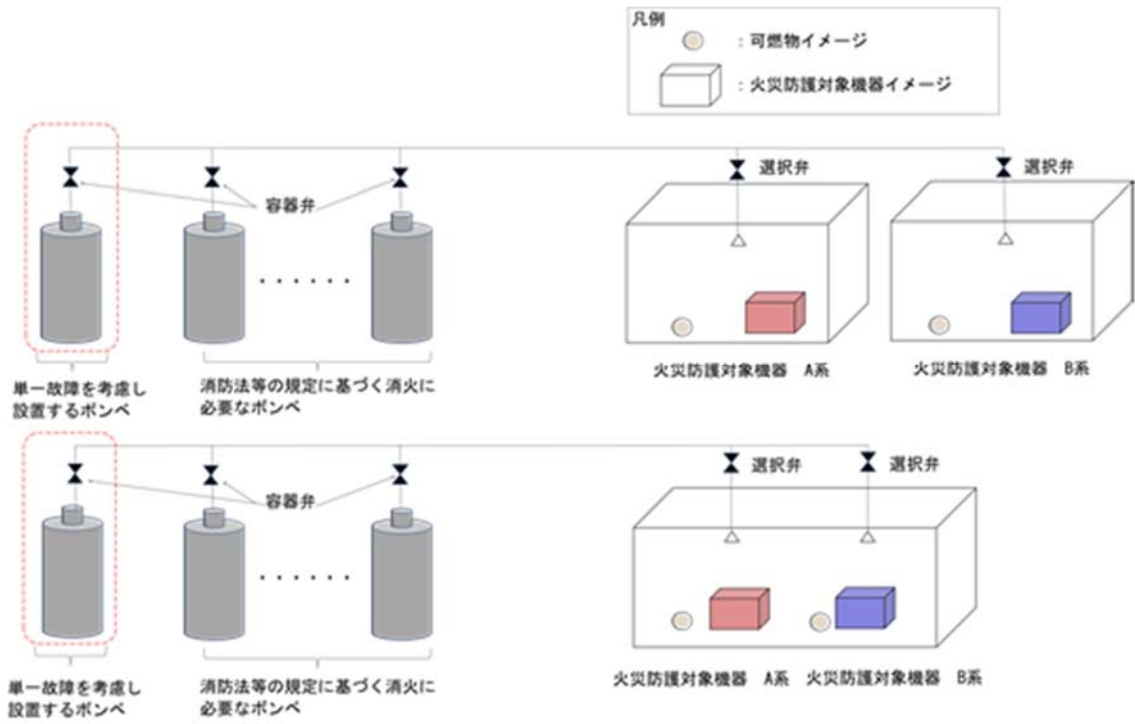 凡例
：可燃物イメージ
：火災防護対象機器イメージ
選択弁
選択弁
容器弁
・・・・・・
火災防護対象機器 A系
火災防護対象機器 B系
単一故障を考慮し
設置するボンベ
消防法等の規定に基づく消火に
必要なボンベ
選択弁
選択弁
容器弁
・・・・・・
火災防護対象機器 A系
火災防護対象機器 B系
単一故障を考慮し
設置するボンベ
消防法等の規定に基づく消火に
必要なボンベ